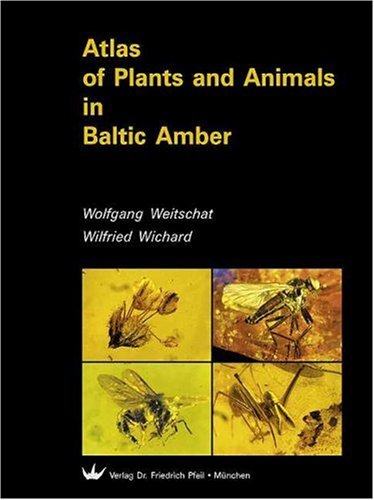 Atlas
of Plants and Animals
in
Baltic Amber
Wolfgang Weitschat
Wilfried Wichard
Verlag Dr. Friedrich Pfeil • München